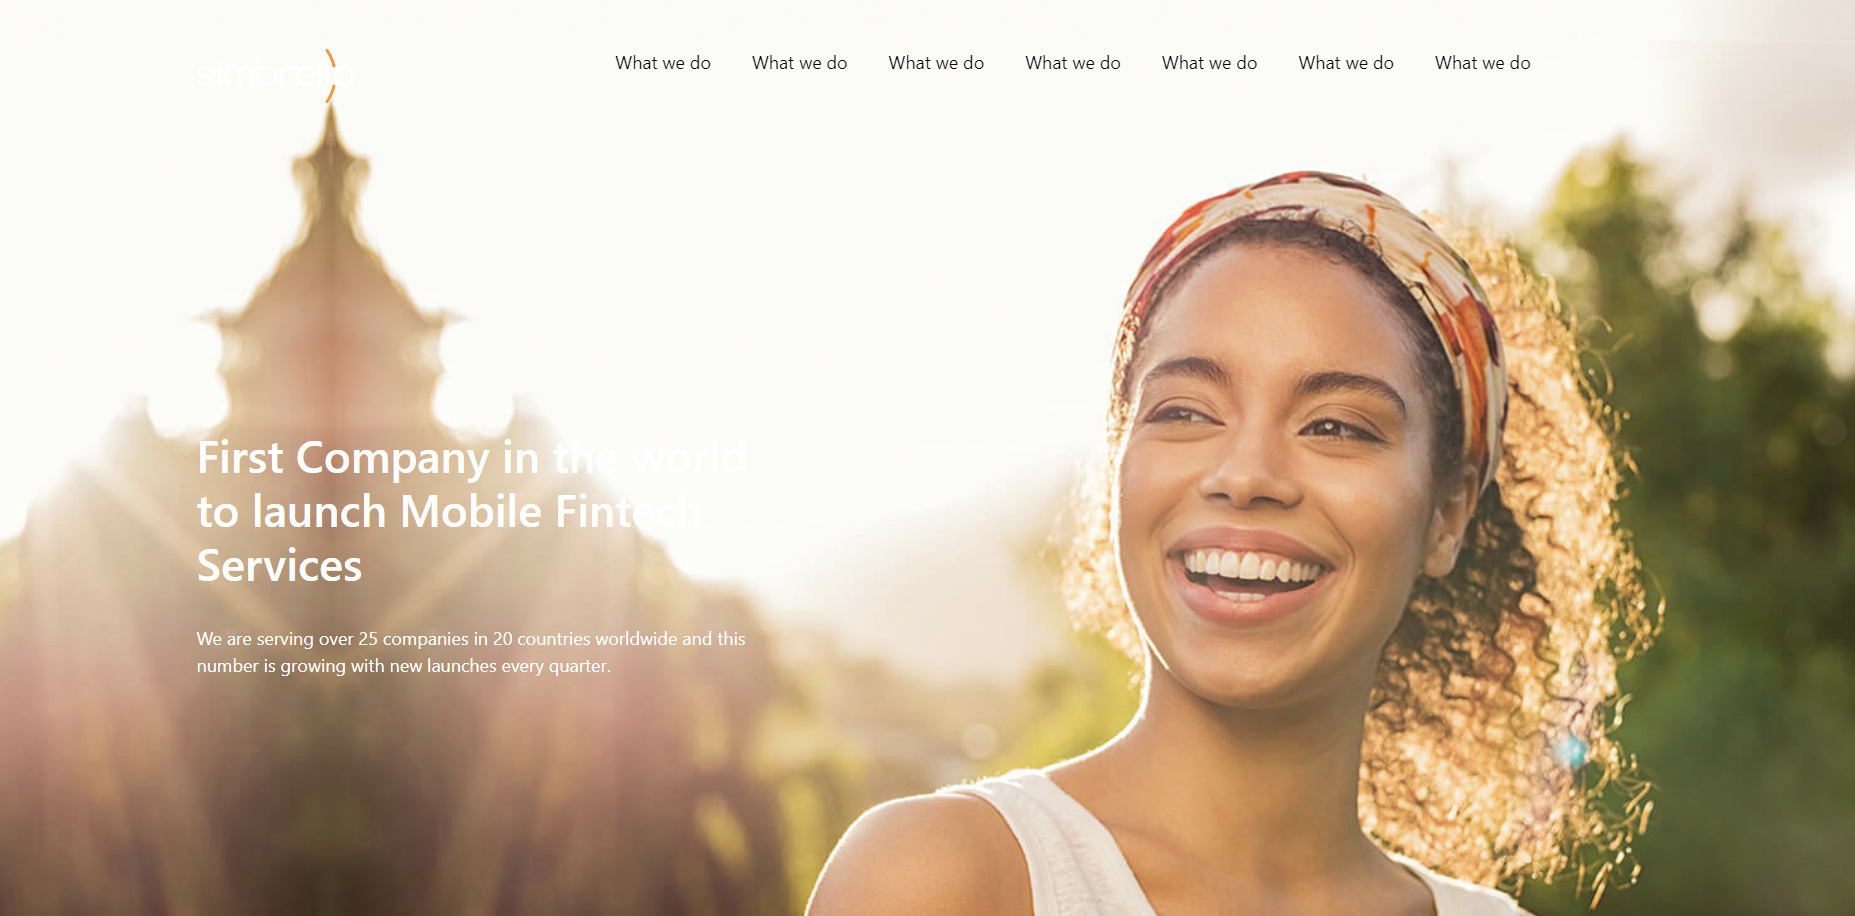 simbrella
What we do What we do What we do What we do What we do What we do What we do
First Company in the world
to launch Mobile Fintech
Services
We are serving over 25 companies in 20 countries worldwide and this
number is growing with new launches every quarter.